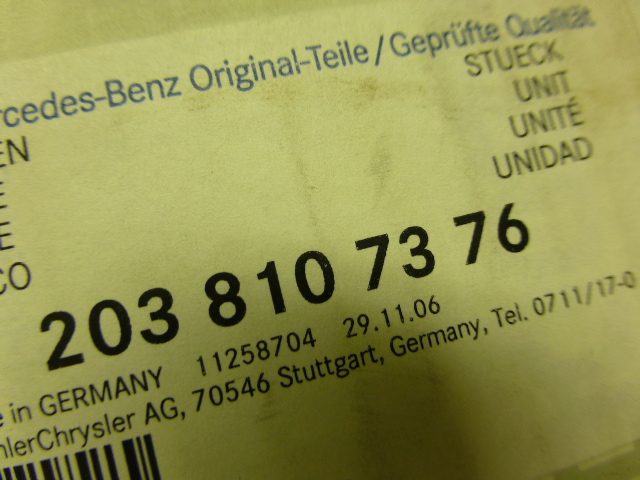 rcedes-Benz Original-Teile / Geprüfte Qualität
EN
STUECK
UNIT
E
UNITÉ
CO
UNIDAD
203 810 73 76
e in GERMANY 11258704 29.11.06
nlerChrysler AG, 70546 Stuttgart, Germany, Tel. 0711/17-0